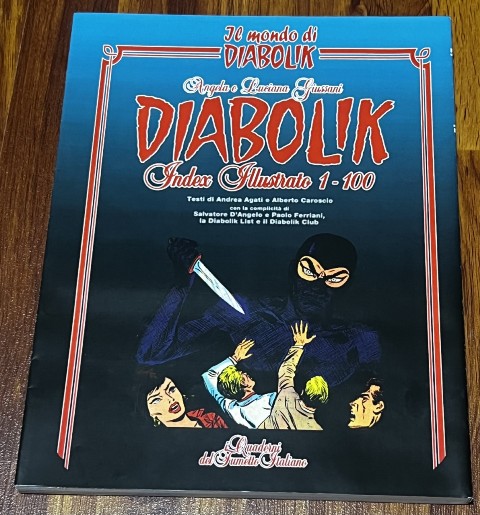 Il mondo di
DIABOLIK
Angela e Luciana Giussani
DIABOLIK
Index Illustrato 1 - 100
Testi di Andrea Agati e Alberto Caroscio
con la complicità di
Salvatore D'Angelo e Paolo Ferriani,
la Diabolik List e il Diabolik Club
i Quaderni
del Fumetto Italiano